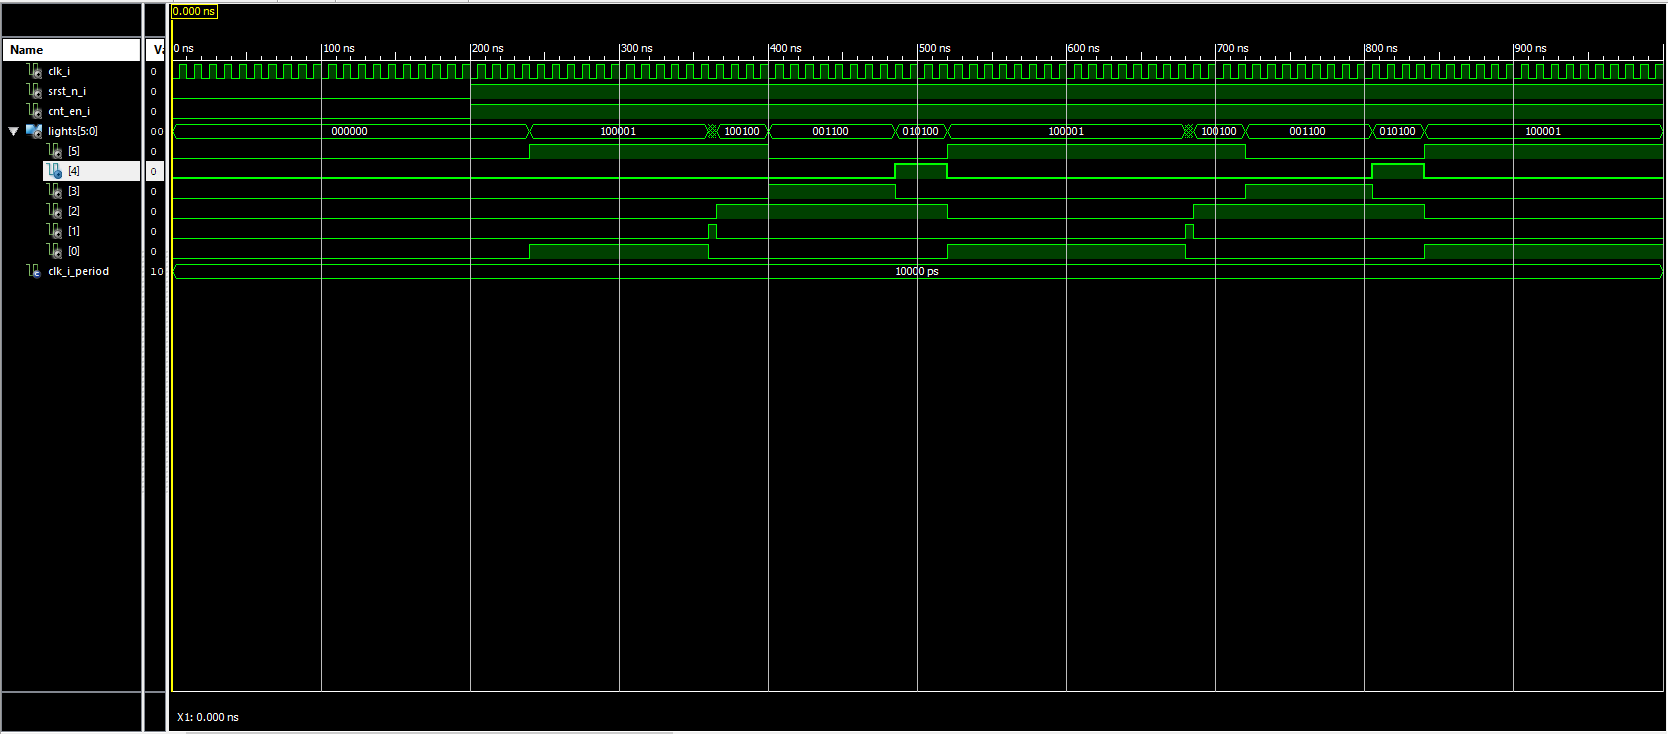 0.000 ns
Name
0 ns 100 ns 200 ns 300 ns 400 ns 500 ns 600 ns 700 ns 800 ns 900 ns
clk_i 0
srst_n_i 0
cnt_en_i 0
lights[5:0] 00 000000 100001 100100 001100 010100 100001 100100 001100 010100 100001
[5] 0
[4] 0
[3] 0
[2] 0
[1] 0
[0] 0
clk_i_period 10 10000 ps
X1: 0.000 ns